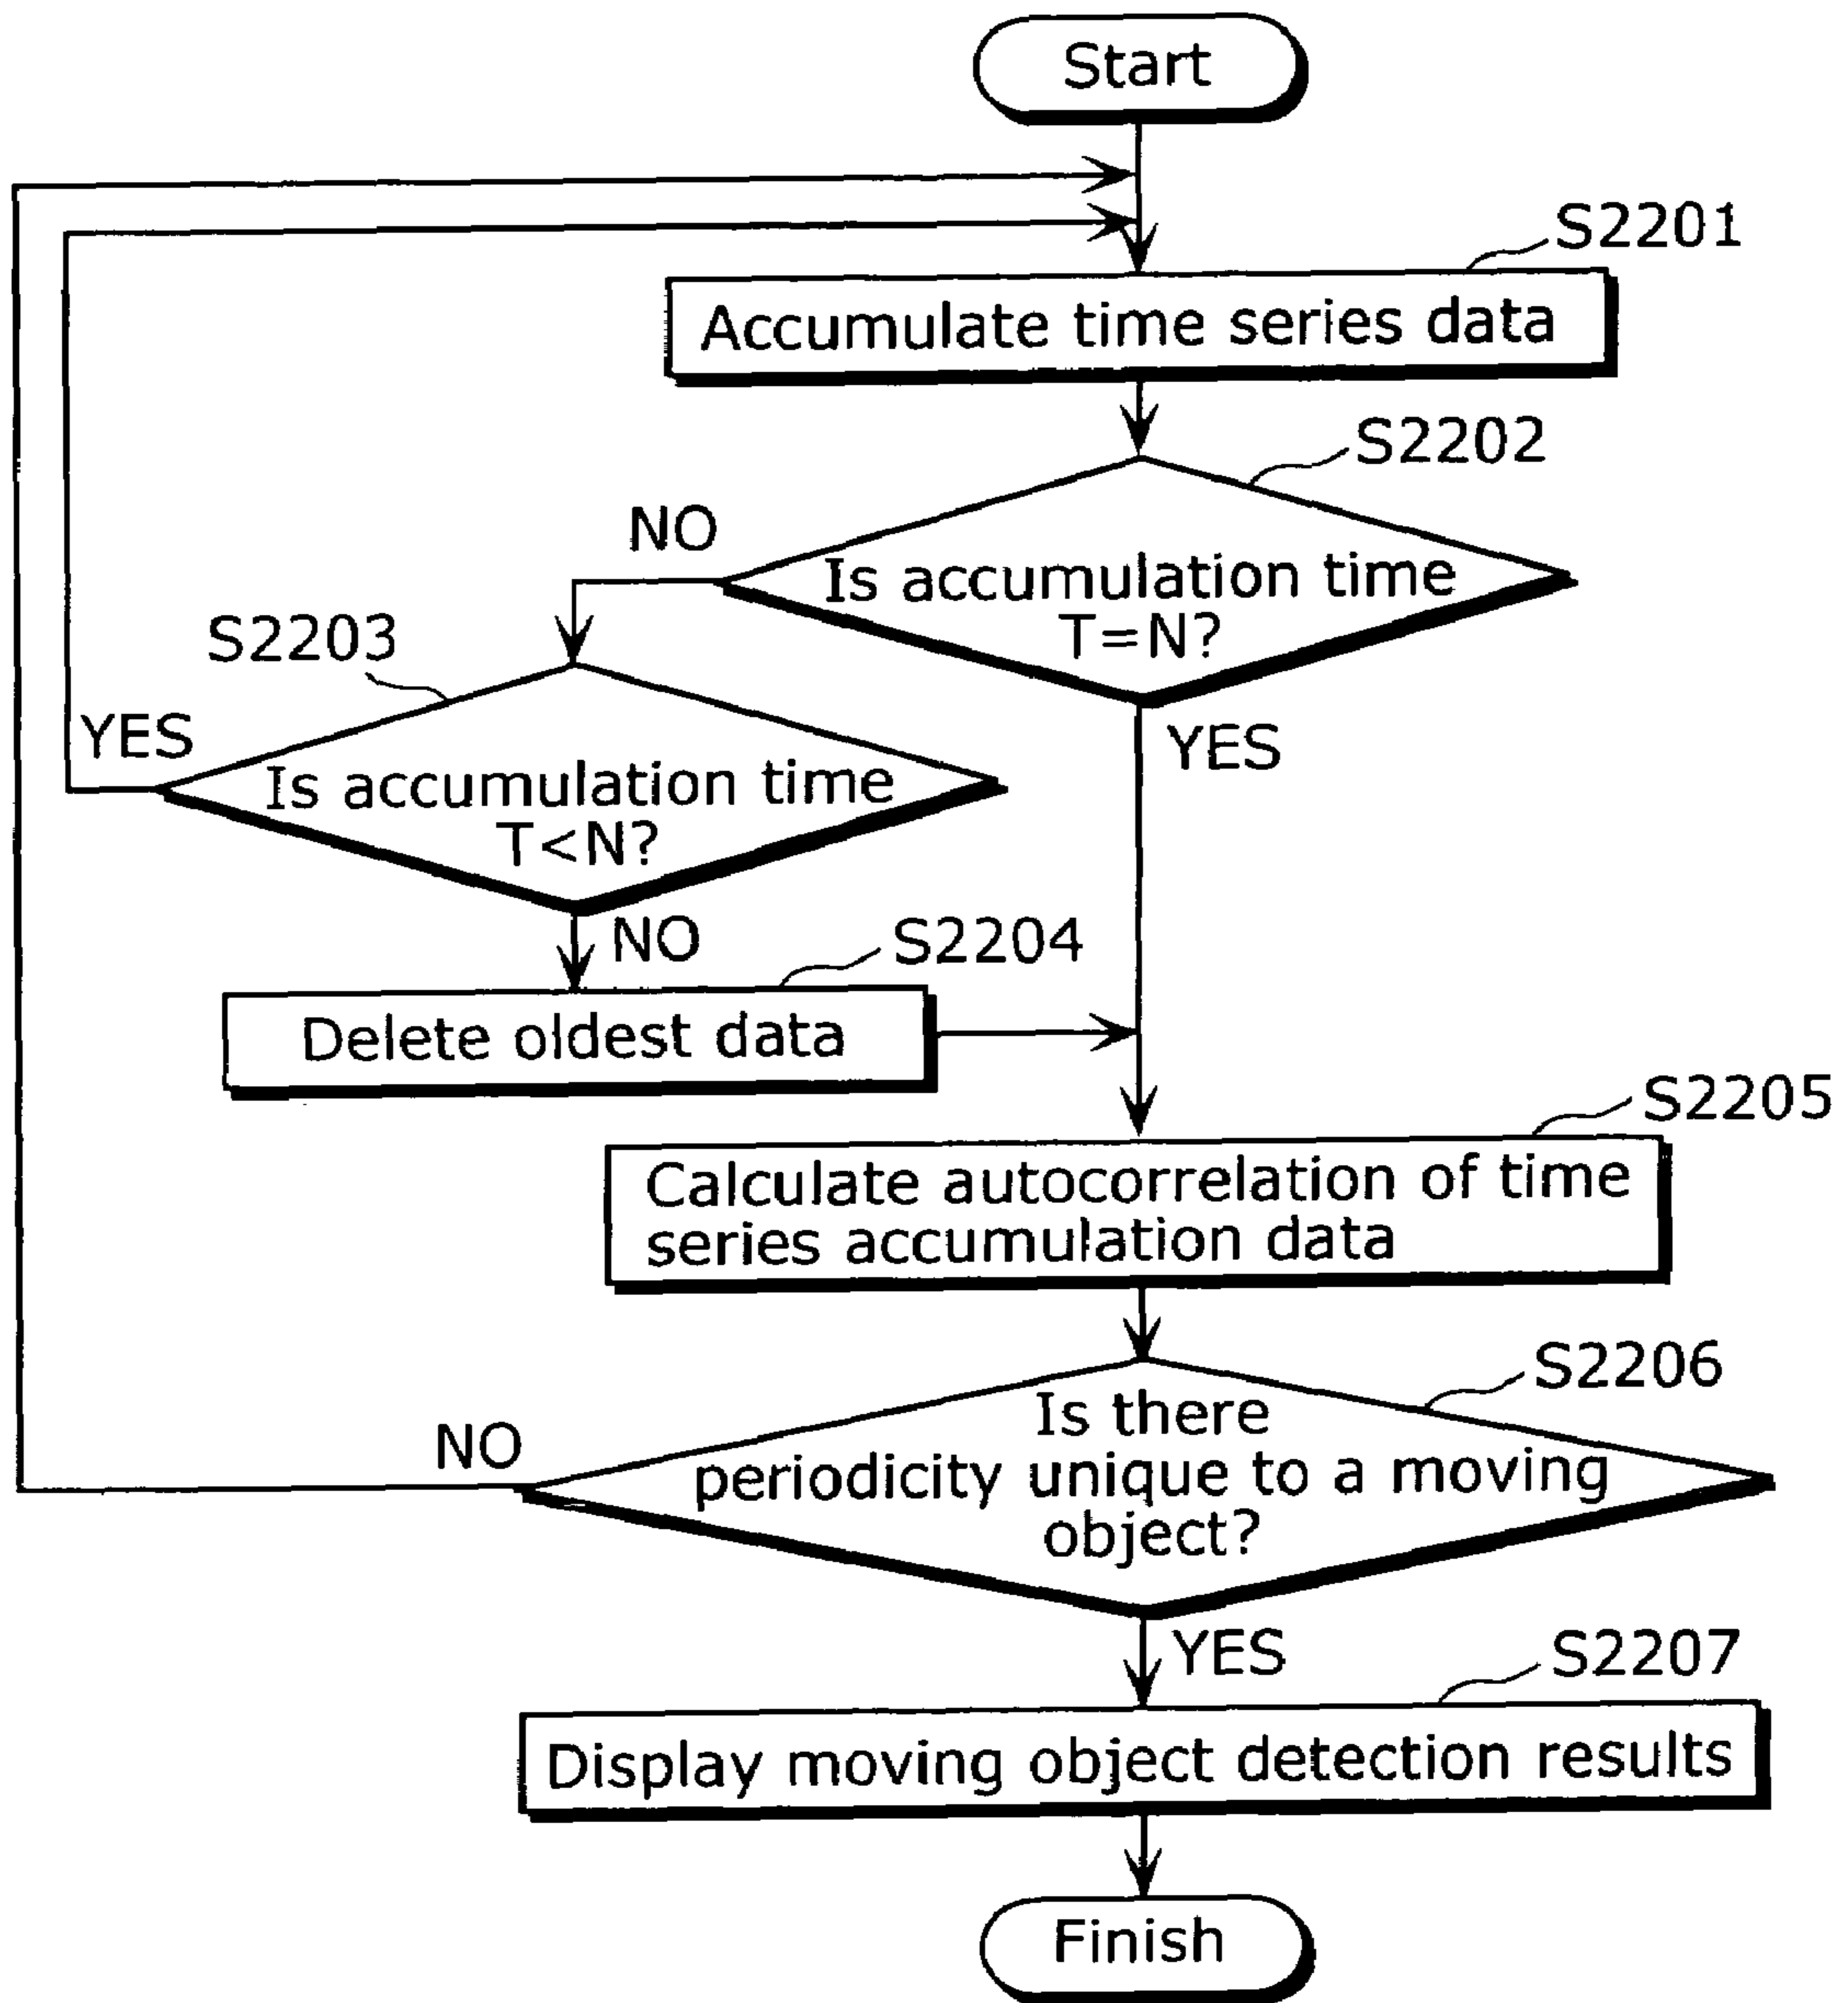 Start
S2201
Accumulate time series data
S2202
NO
Is accumulation time
T=N?
S2203
YES
YES
Is accumulation time
T<N?
NO
S2204
Delete oldest data
S2205
Calculate autocorrelation of time
series accumulation data
S2206
Is there
NO
periodicity unique to a moving
object?
YES
S2207
Display moving object detection results
Finish